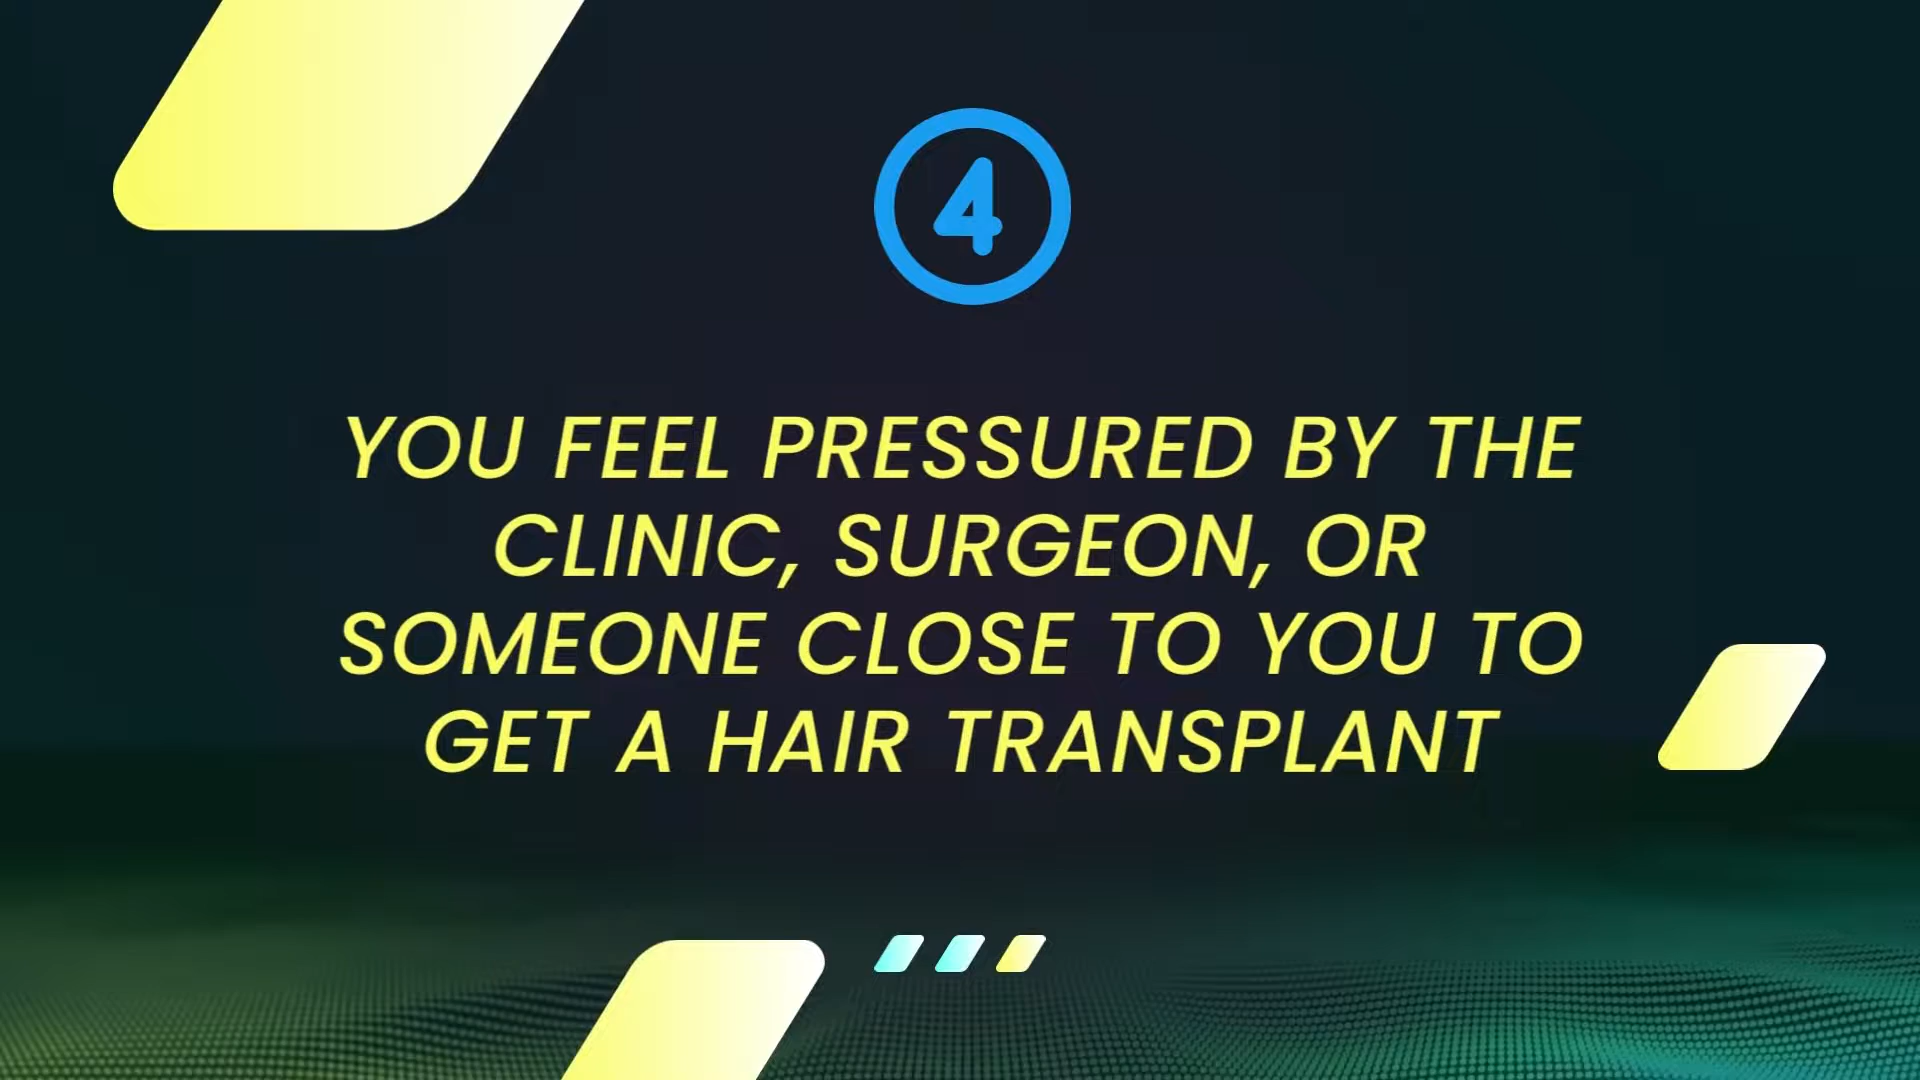 4
YOU FEEL PRESSURED BY THE
CLINIC, SURGEON, OR
SOMEONE CLOSE TO YOU TO
GET A HAIR TRANSPLANT